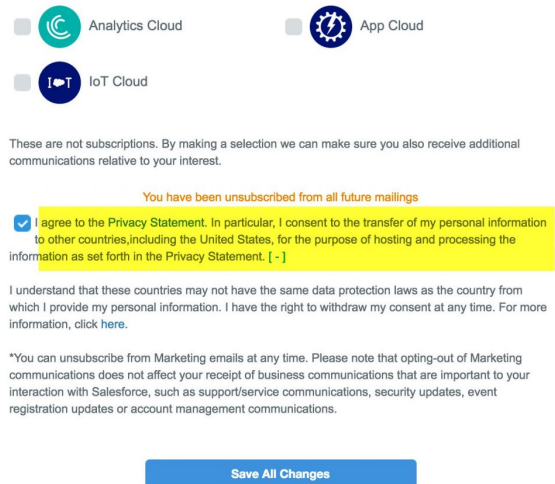 Analytics Cloud
App Cloud
I☁T
IoT Cloud
These are not subscriptions. By making a selection we can make sure you also receive additional
communications relative to your interest.
You have been unsubscribed from all future mailings
I agree to the Privacy Statement. In particular, I consent to the transfer of my personal information
to other countries,including the United States, for the purpose of hosting and processing the
information as set forth in the Privacy Statement. [ - ]
I understand that these countries may not have the same data protection laws as the country from
which I provide my personal information. I have the right to withdraw my consent at any time. For more
information, click here.
*You can unsubscribe from Marketing emails at any time. Please note that opting-out of Marketing
communications does not affect your receipt of business communications that are important to your
interaction with Salesforce, such as support/service communications, security updates, event
registration updates or account management communications.
Save All Changes